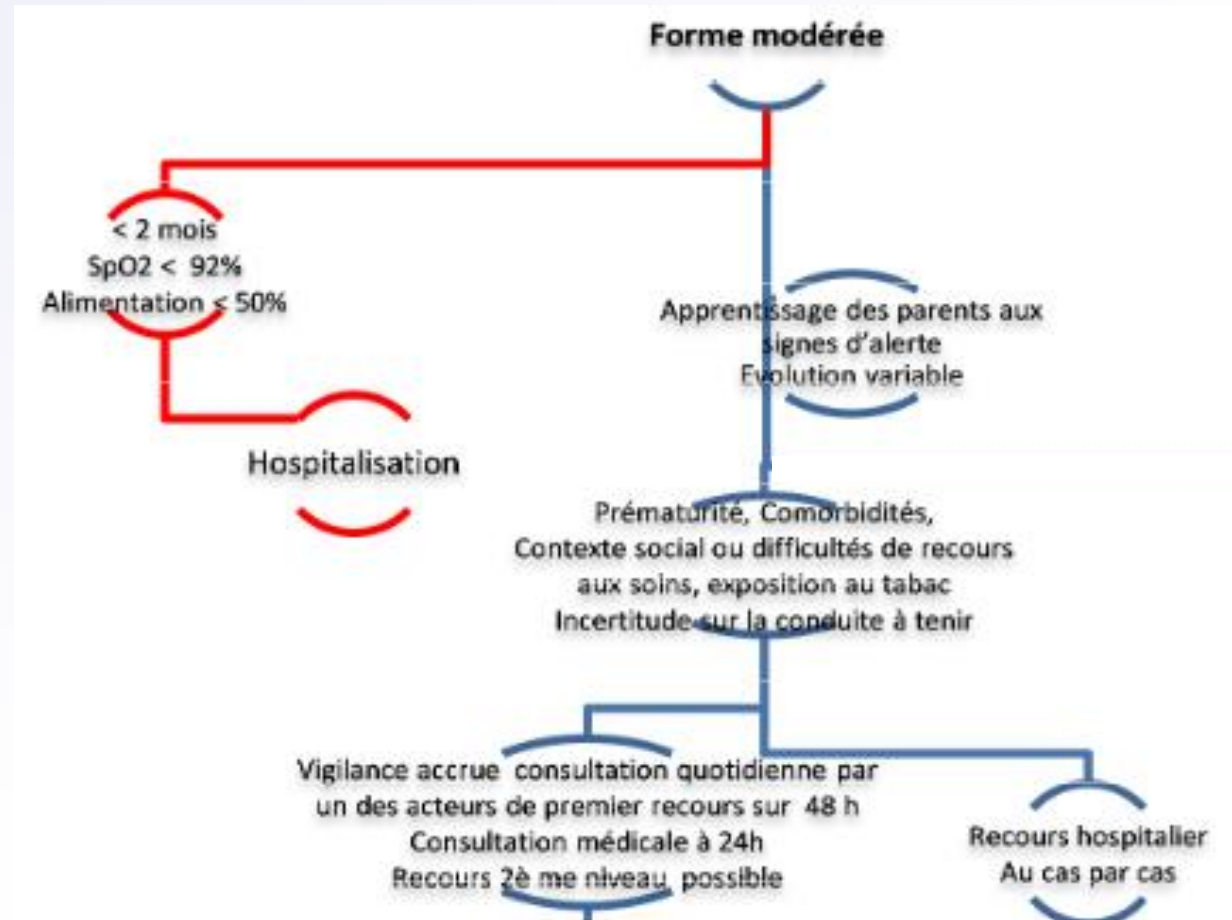 Forme modérée
< 2 mois
SpO2 < 92%
Alimentation < 50%
Hospitalisation
Apprentissage des parents aux
signes d'alerte
Evolution variable
Prématurité, Comorbidités,
Contexte social ou difficultés de recours
aux soins, exposition au tabac
Incertitude sur la conduite à tenir
Vigilance accrue consultation quotidienne par
un des acteurs de premier recours sur 48 h
Consultation médicale à 24h
Recours 2è me niveau possible
Recours hospitalier
Au cas par cas